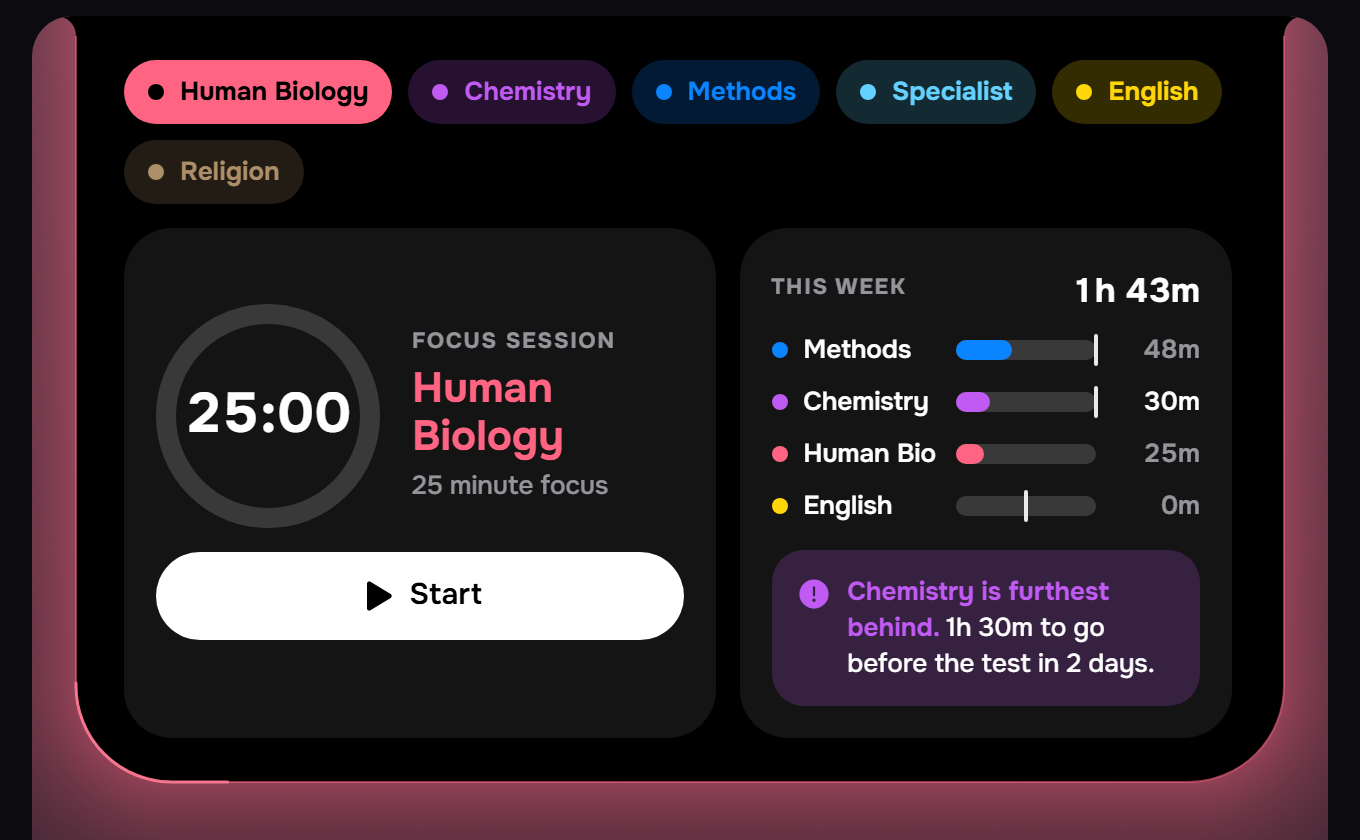 Human Biology
Chemistry
Methods
Specialist
English
Religion
25:00
FOCUS SESSION
Human
Biology
25 minute focus
Start
THIS WEEK
1h 43m
Methods
48m
Chemistry
30m
Human Bio
25m
English
0m
Chemistry is furthest
behind. 1h 30m to go
before the test in 2 days.